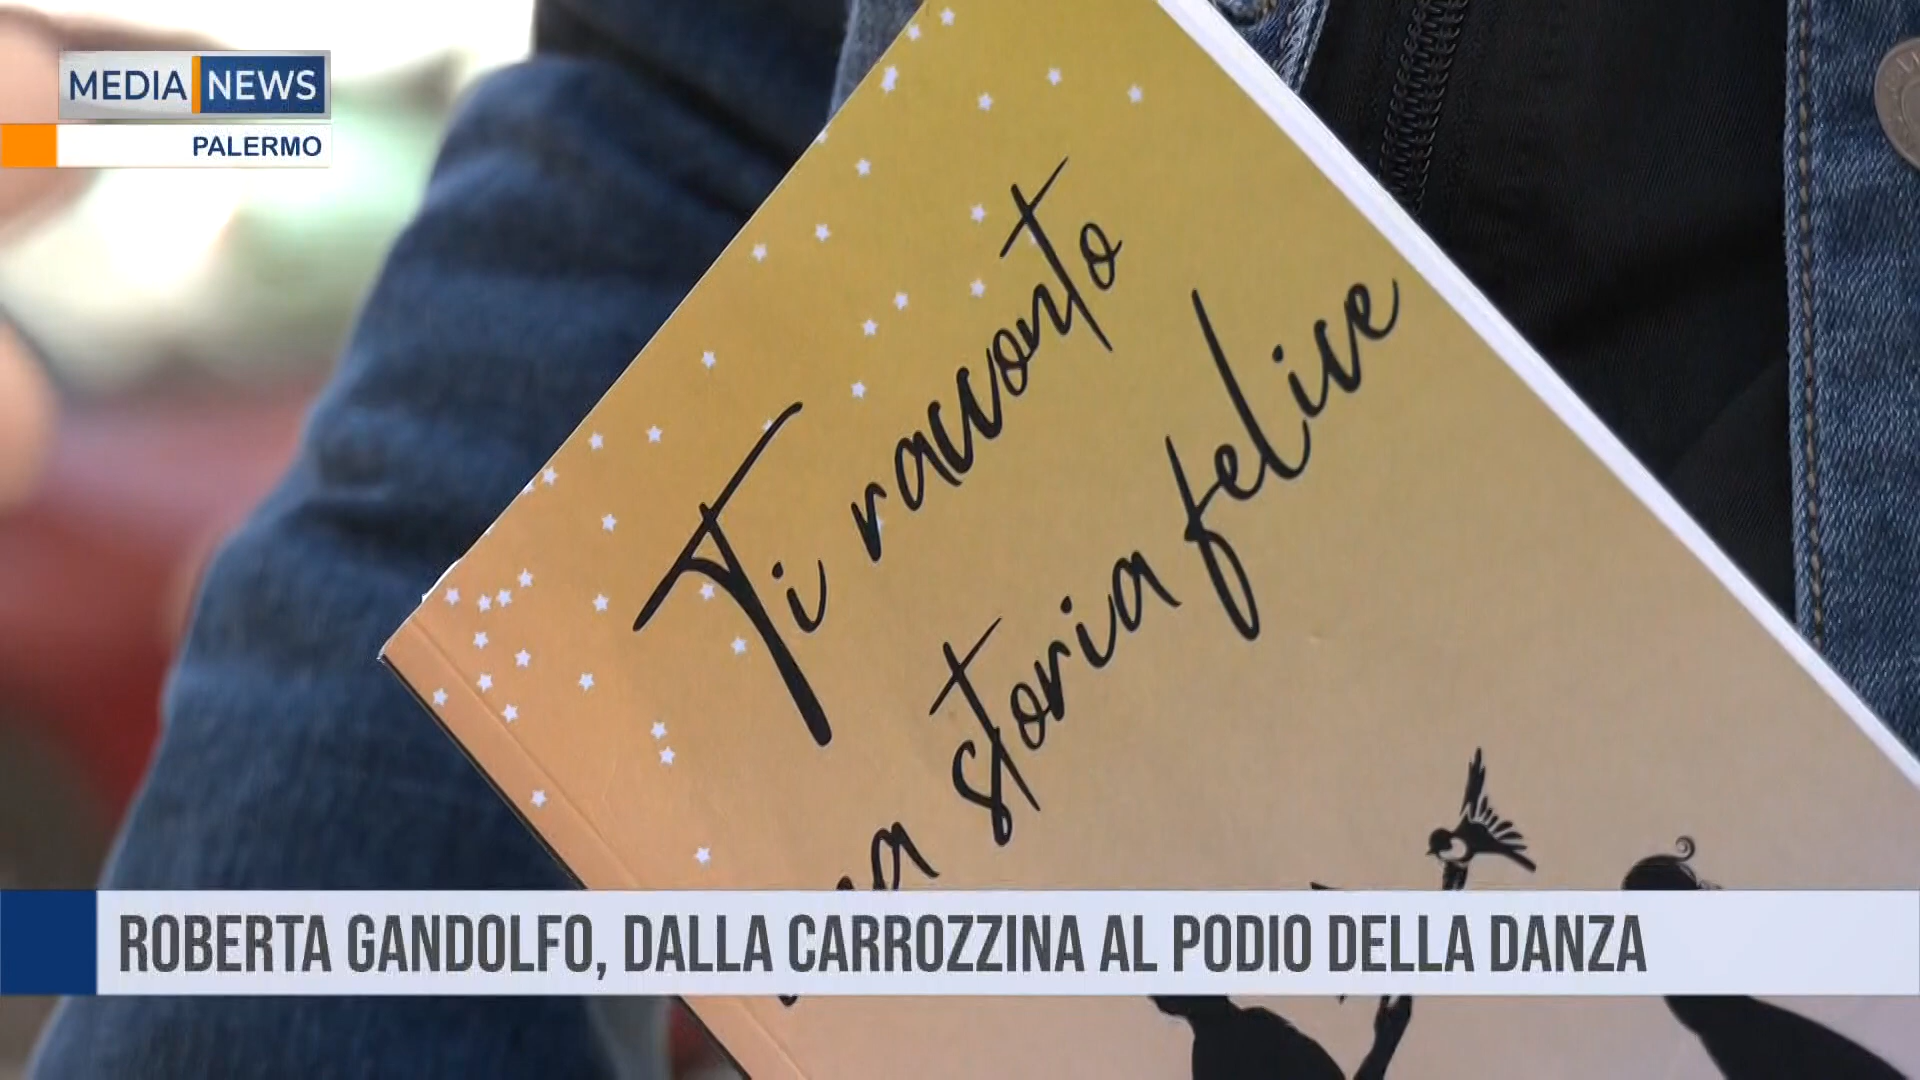 MEDIA NEWS
PALERMO
Ti racconto
storia felice
ROBERTA GANDOLFO, DALLA CARROZZINA AL PODIO DELLA DANZA